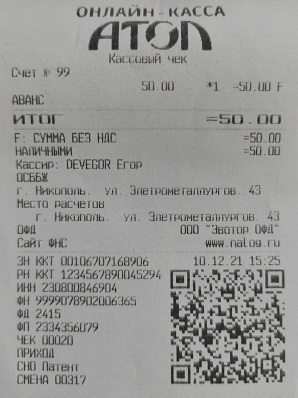 ОНЛАЙН-КАССА
АТОЛ
Кассовый чек
Счет № 99
50.00 *1 =50.00 F
АВАНС
ИТОГ =50.00
F: СУММА БЕЗ НДС =50.00
НАЛИЧНЫМИ =50.00
Кассир: DEVEGOR Егор
ОСББЖ
г. Никополь. ул. Элетрометаллургов. 43
Место расчетов
г. Никополь. ул. Элетрометаллургов. 43
ОФД ООО "Эвотор ОФД"
Сайт ФНС www.nalog.ru
ЗН ККТ 00106707168906 10.12.21 15:25
РН ККТ 1234567890045294
ИНН 230800846904
ФН 9999078902006365
ФД 2415
ФП 2334356079
ЧЕК 00020
ПРИХОД
СНО Патент
СМЕНА 00317